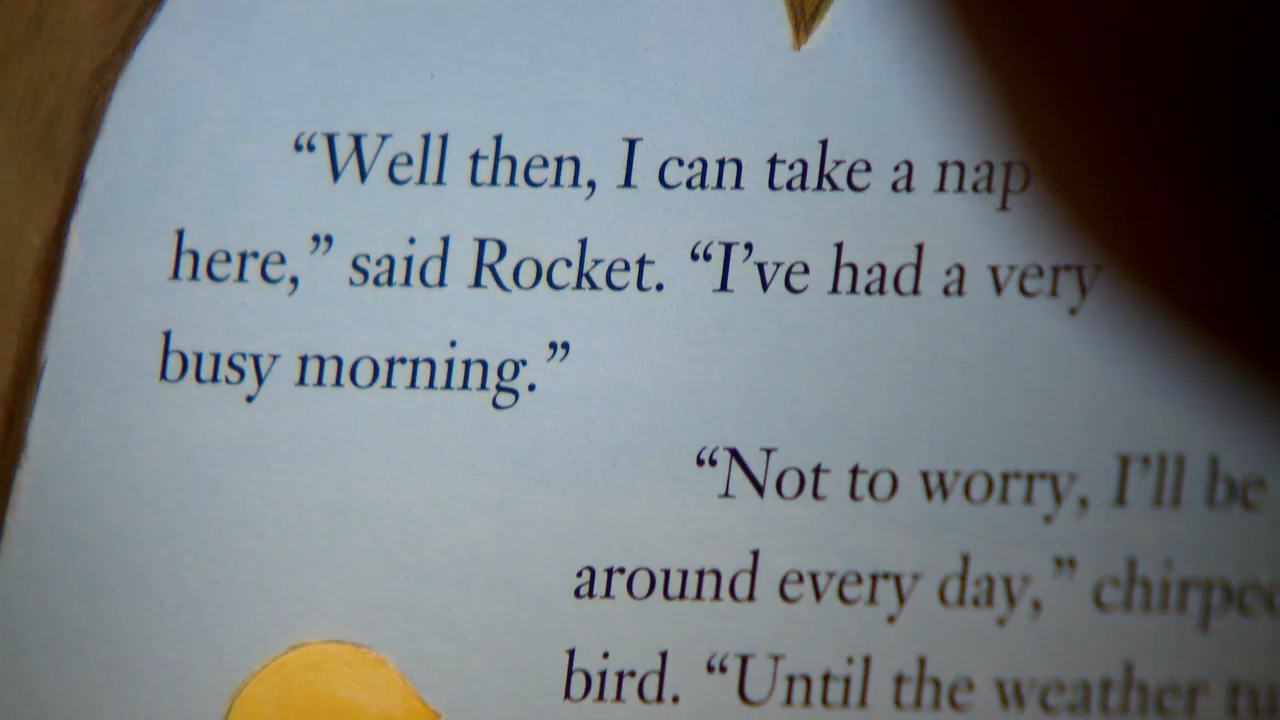 “Well then, I can take a nap
here,” said Rocket. “I’ve had a very
busy morning.”
“Not to worry, I’ll be
around every day,” chirped
bird. “Until the weather